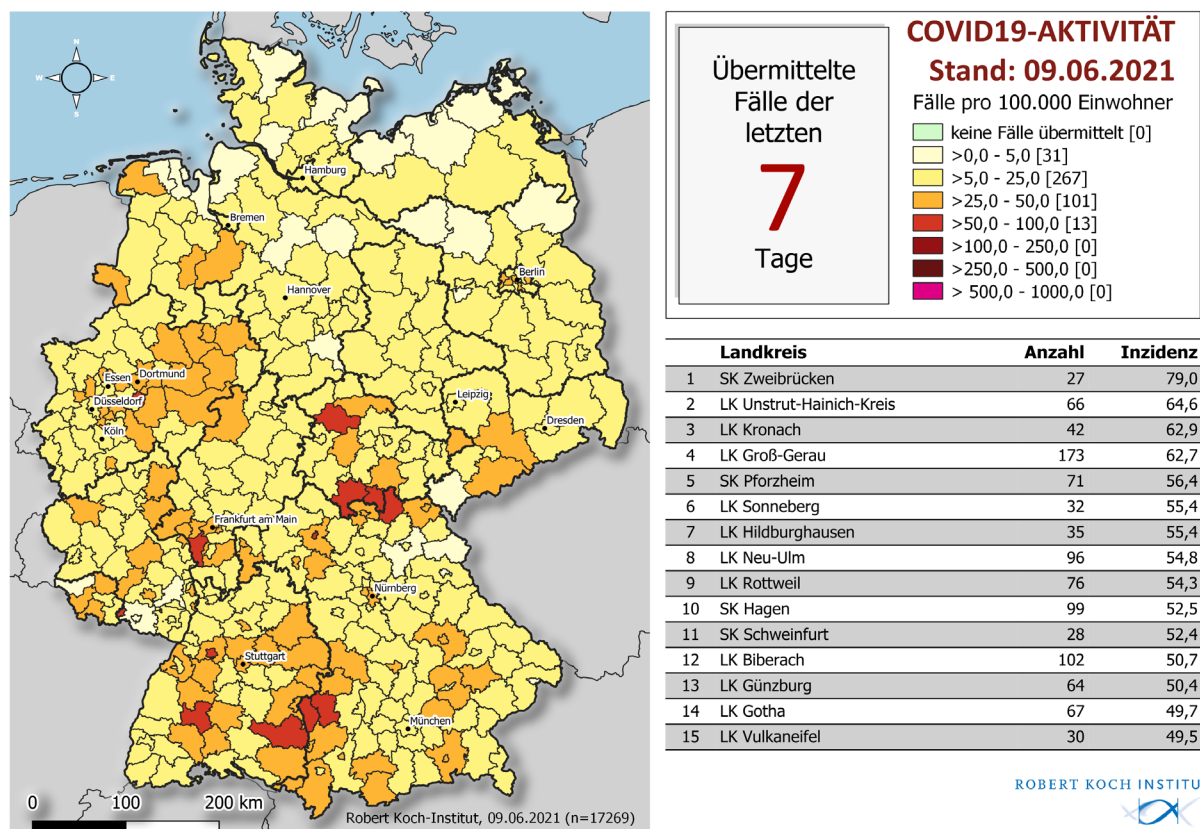 N
W
E
S
Hamburg
Bremen
Berlin
Hannover
Essen
Dortmund
Düsseldorf
Leipzig
Dresden
Köln
Frankfurt am Main
Nürnberg
Stuttgart
München
0 100 200 km
Robert Koch-Institut, 09.06.2021 (n=17269)
Übermittelte
Fälle der
letzten
7
Tage
COVID19-AKTIVITÄT
Stand: 09.06.2021
Fälle pro 100.000 Einwohner
keine Fälle übermittelt [0]
>0,0 - 5,0 [31]
>5,0 - 25,0 [267]
>25,0 - 50,0 [101]
>50,0 - 100,0 [13]
>100,0 - 250,0 [0]
>250,0 - 500,0 [0]
> 500,0 - 1000,0 [0]
Landkreis Anzahl Inzidenz
1 SK Zweibrücken 27 79,0
2 LK Unstrut-Hainich-Kreis 66 64,6
3 LK Kronach 42 62,9
4 LK Groß-Gerau 173 62,7
5 SK Pforzheim 71 56,4
6 LK Sonneberg 32 55,4
7 LK Hildburghausen 35 55,4
8 LK Neu-Ulm 96 54,8
9 LK Rottweil 76 54,3
10 SK Hagen 99 52,5
11 SK Schweinfurt 28 52,4
12 LK Biberach 102 50,7
13 LK Günzburg 64 50,4
14 LK Gotha 67 49,7
15 LK Vulkaneifel 30 49,5
ROBERT KOCH INSTITU